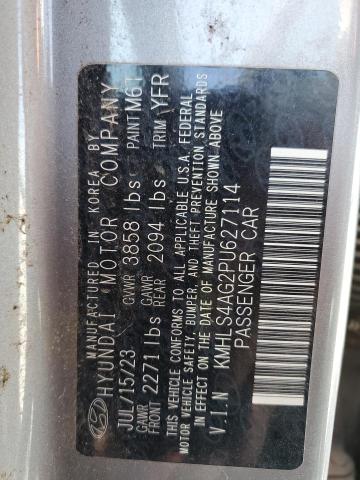 MANUFACTURED IN KOREA BY
HYUNDAI MOTOR COMPANY
JUL/15/23 GVWR 3858 lbs PAINT M6T
GAWR FRONT 2271 lbs GAWR REAR 2094 lbs TRIM YFR
THIS VEHICLE CONFORMS TO ALL APPLICABLE U.S.A. FEDERAL
MOTOR VEHICLE SAFETY, BUMPER, AND THEFT PREVENTION STANDARDS
IN EFFECT ON THE DATE OF MANUFACTURE SHOWN ABOVE
V.I.N KMHLS4AG2PU627114
PASSENGER CAR